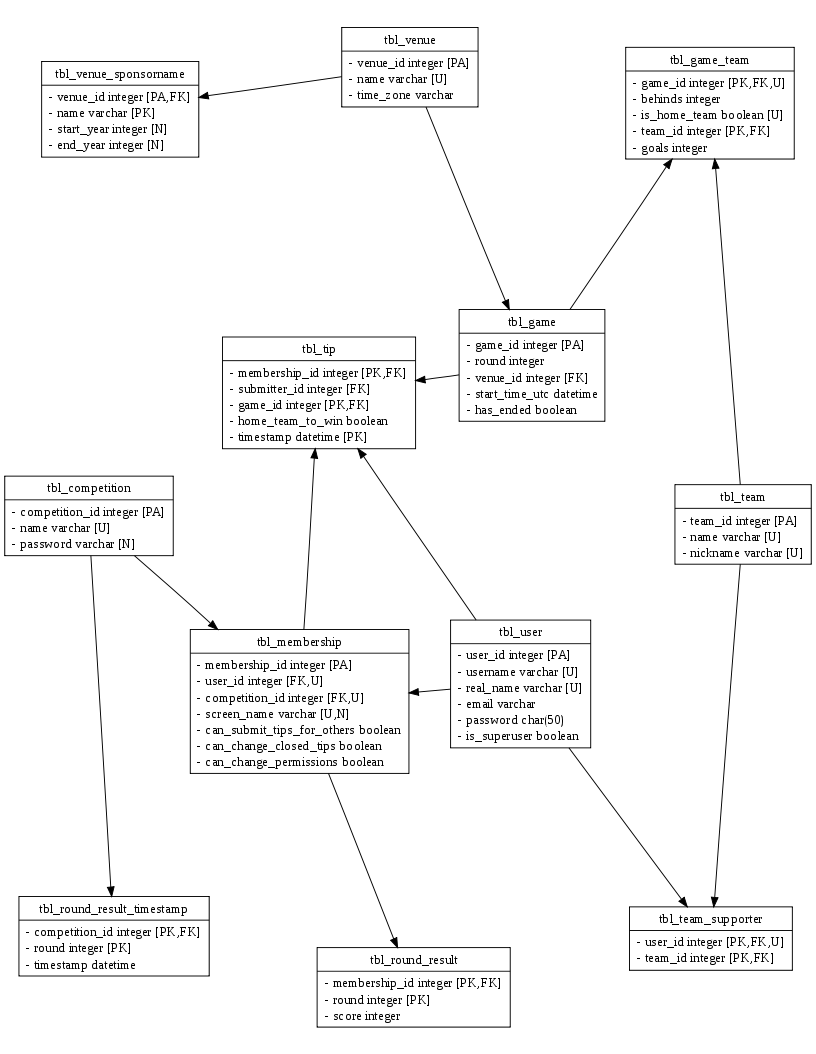 tbl_venue
- venue_id integer [PA]
- name varchar [U]
- time_zone varchar
tbl_venue_sponsorname
- venue_id integer [PA,FK]
- name varchar [PK]
- start_year integer [N]
- end_year integer [N]
tbl_game_team
- game_id integer [PK,FK,U]
- behinds integer
- is_home_team boolean [U]
- team_id integer [PK,FK]
- goals integer
tbl_game
- game_id integer [PA]
- round integer
- venue_id integer [FK]
- start_time_utc datetime
- has_ended boolean
tbl_tip
- membership_id integer [PK,FK]
- submitter_id integer [FK]
- game_id integer [PK,FK]
- home_team_to_win boolean
- timestamp datetime [PK]
tbl_competition
- competition_id integer [PA]
- name varchar [U]
- password varchar [N]
tbl_team
- team_id integer [PA]
- name varchar [U]
- nickname varchar [U]
tbl_membership
- membership_id integer [PA]
- user_id integer [FK,U]
- competition_id integer [FK,U]
- screen_name varchar [U,N]
- can_submit_tips_for_others boolean
- can_change_closed_tips boolean
- can_change_permissions boolean
tbl_user
- user_id integer [PA]
- username varchar [U]
- real_name varchar [U]
- email varchar
- password char(50)
- is_superuser boolean
tbl_round_result_timestamp
- competition_id integer [PK,FK]
- round integer [PK]
- timestamp datetime
tbl_round_result
- membership_id integer [PK,FK]
- round integer [PK]
- score integer
tbl_team_supporter
- user_id integer [PK,FK,U]
- team_id integer [PK,FK]